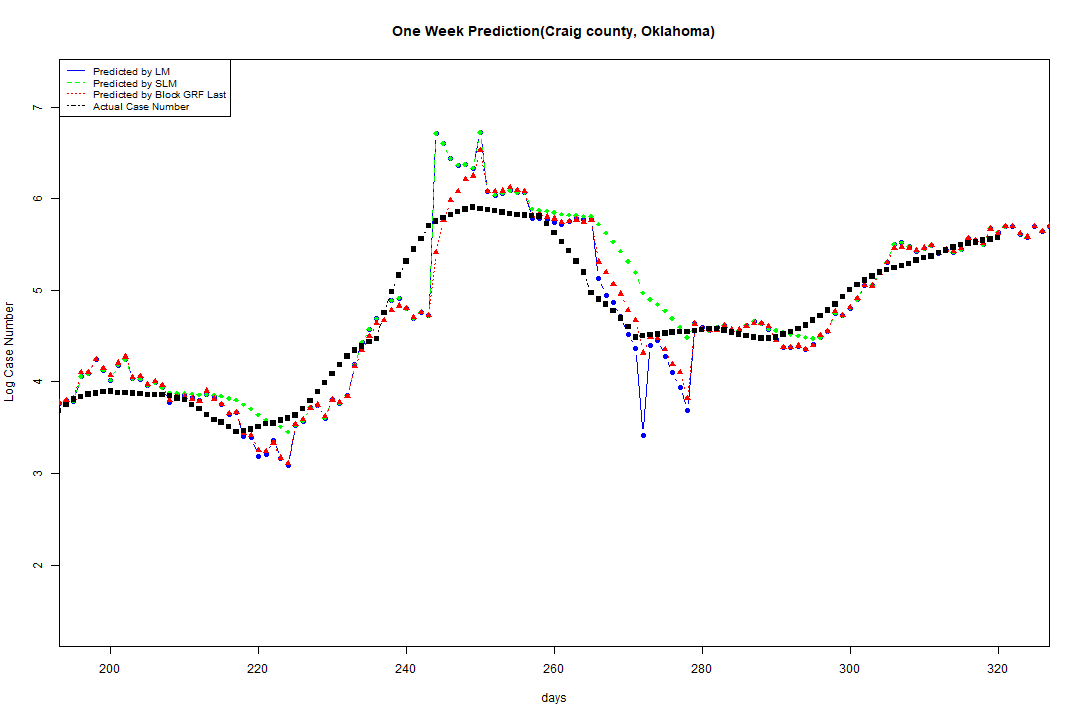 One Week Prediction(Craig county, Oklahoma)
Predicted by LM
Predicted by SLM
Predicted by Block GRF Last
Actual Case Number
7
6
5
4
3
2
Log Case Number
200 220 240 260 280 300 320
days